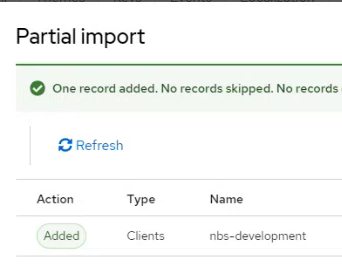 Partial import
One record added. No records skipped. No records
Refresh
Action Type Name
Added Clients nbs-development